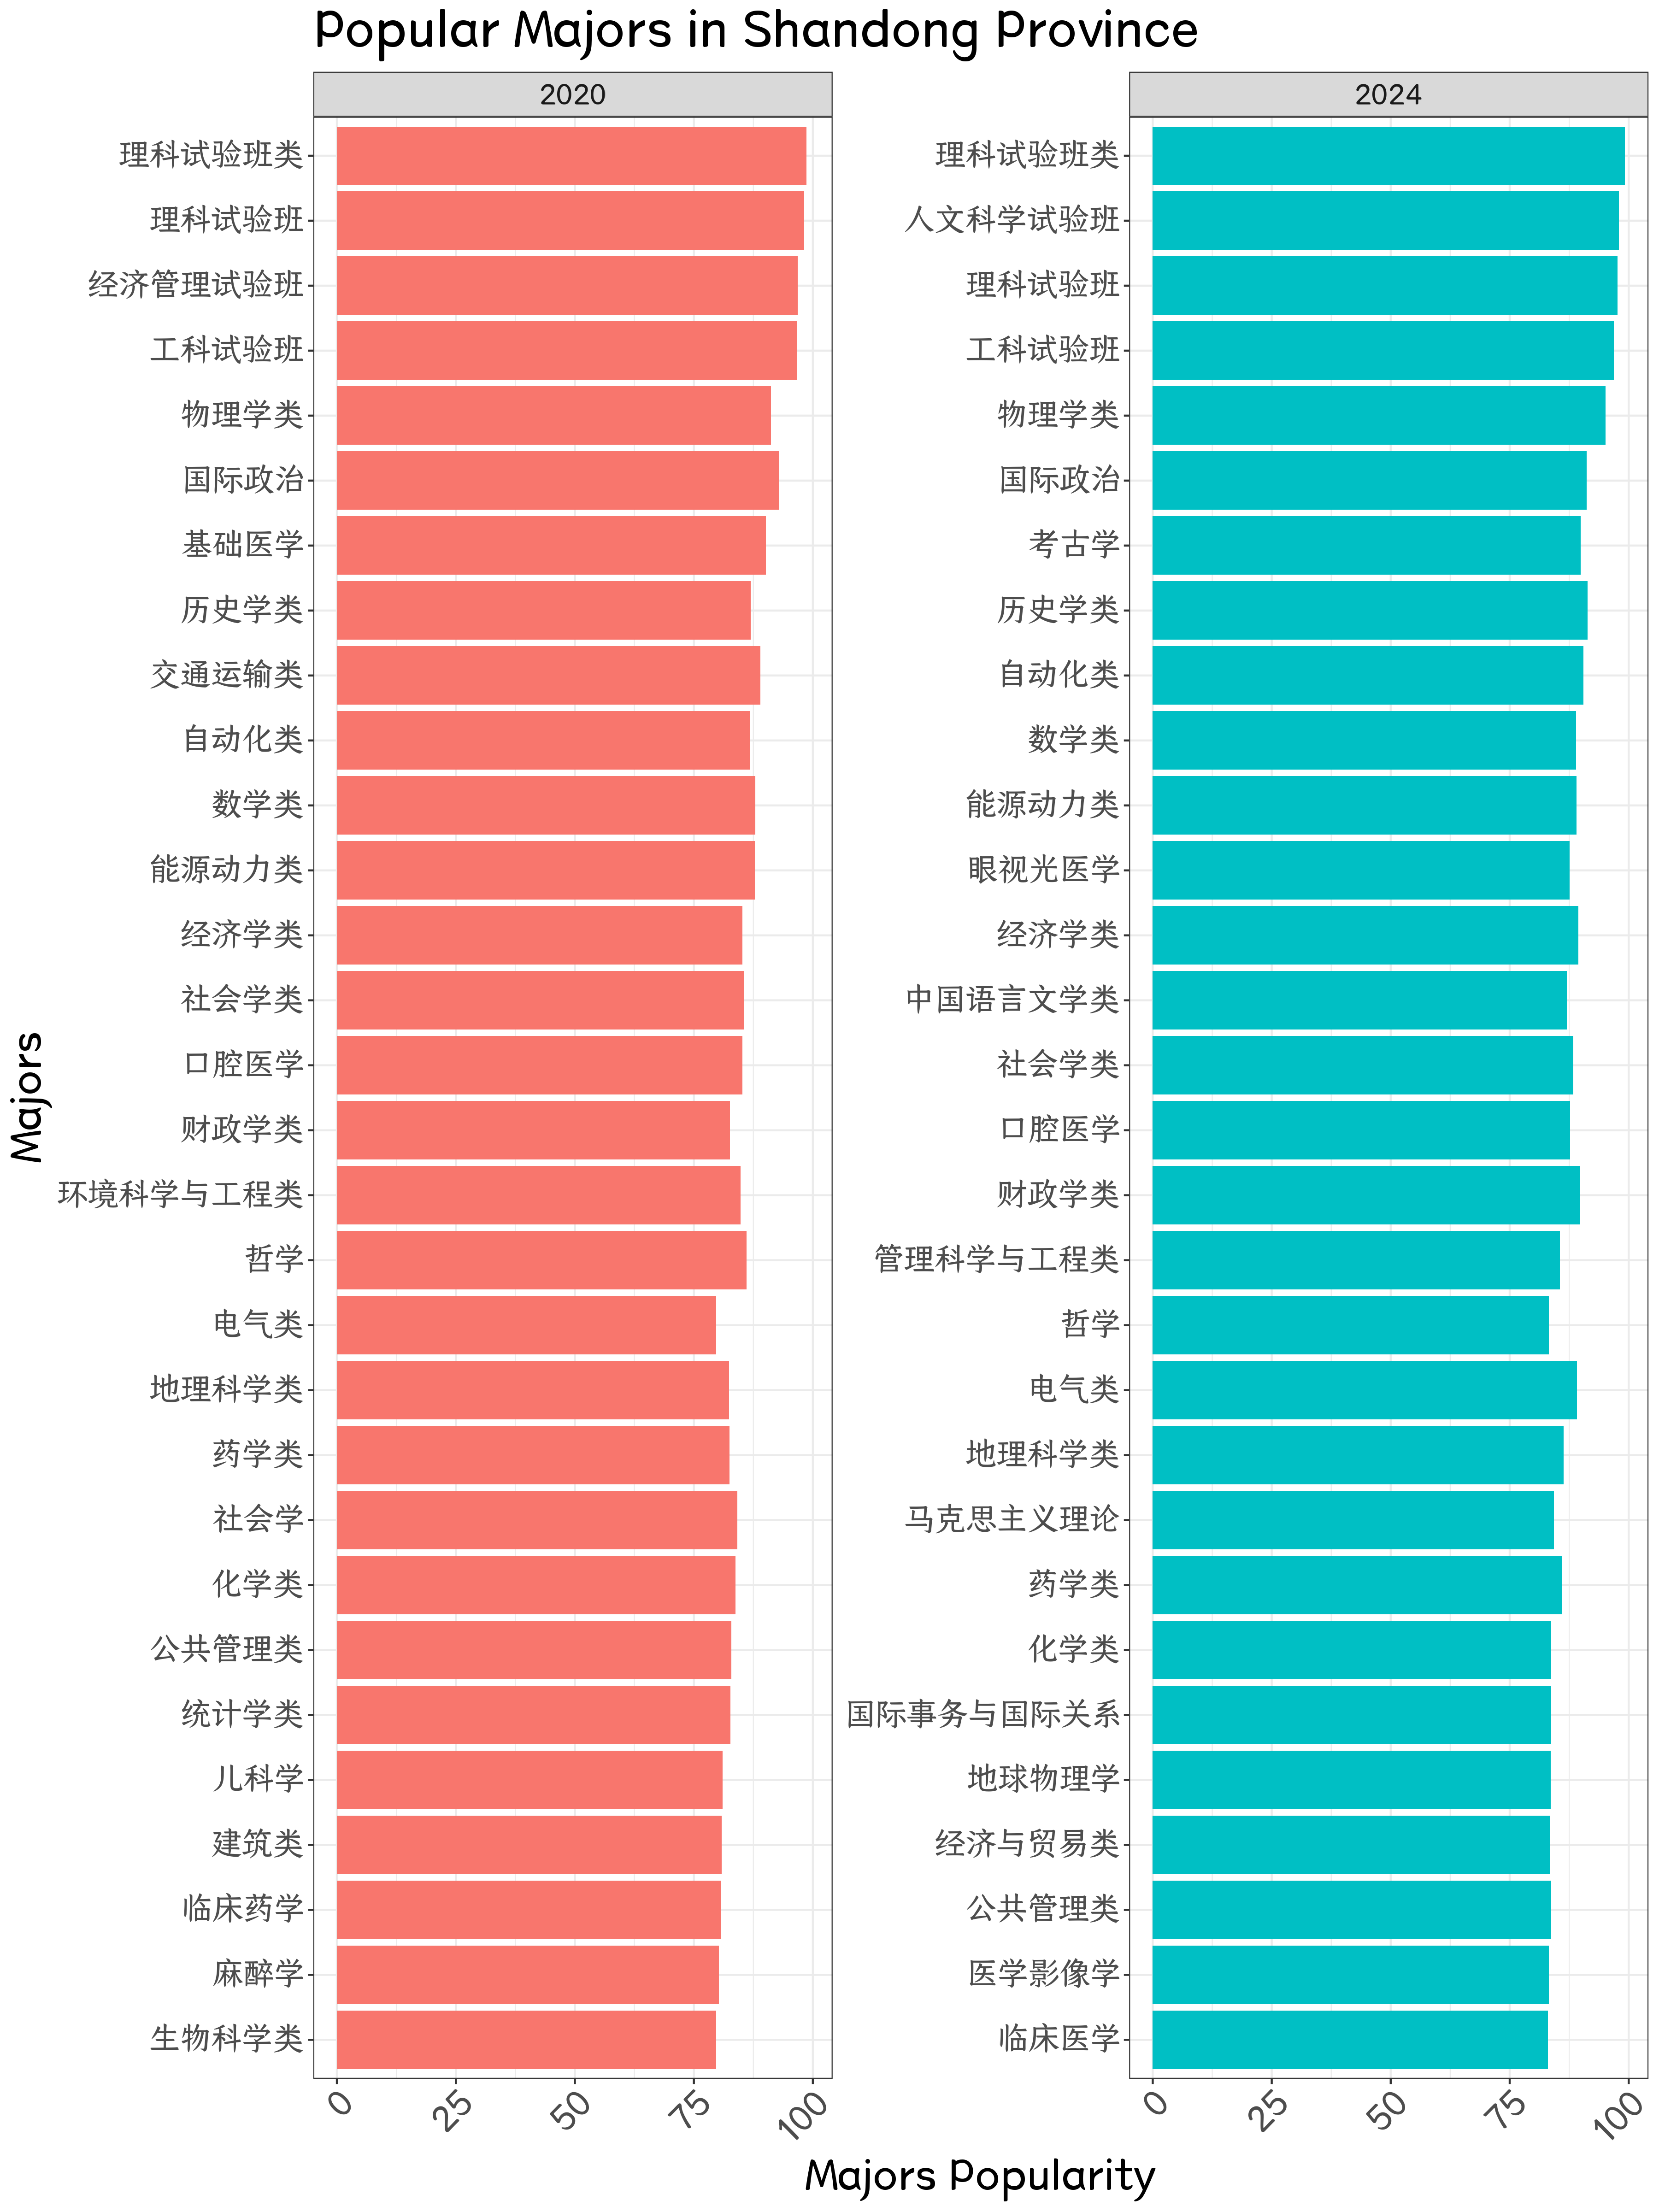 Popular Majors in Shandong Province
2020
理科试验班类
理科试验班
经济管理试验班
工科试验班
物理学类
国际政治
基础医学
历史学类
交通运输类
自动化类
数学类
能源动力类
经济学类
社会学类
口腔医学
财政学类
环境科学与工程类
哲学
电气类
地理科学类
药学类
社会学
化学类
公共管理类
统计学类
儿科学
建筑类
临床药学
麻醉学
生物科学类
0 25 50 75 100
2024
理科试验班类
人文科学试验班
理科试验班
工科试验班
物理学类
国际政治
考古学
历史学类
自动化类
数学类
能源动力类
眼视光医学
经济学类
中国语言文学类
社会学类
口腔医学
财政学类
管理科学与工程类
哲学
电气类
地理科学类
马克思主义理论
药学类
化学类
国际事务与国际关系
地球物理学
经济与贸易类
公共管理类
医学影像学
临床医学
0 25 50 75 100
Majors
Majors Popularity